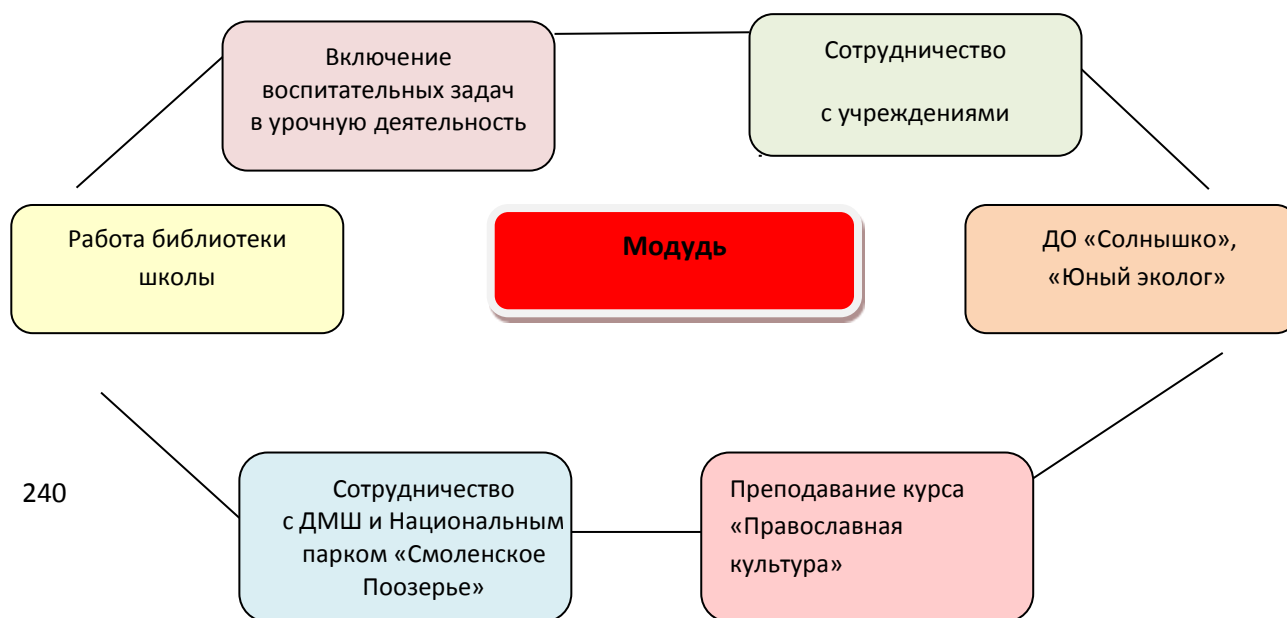 Включение
воспитательных задач
в урочную деятельность
Сотрудничество
с учреждениями
Работа библиотеки
школы
Модудь
ДО «Солнышко»,
«Юный эколог»
240
Сотрудничество
с ДМШ и Национальным
парком «Смоленское
Поозерье»
Преподавание курса
«Православная
культура»